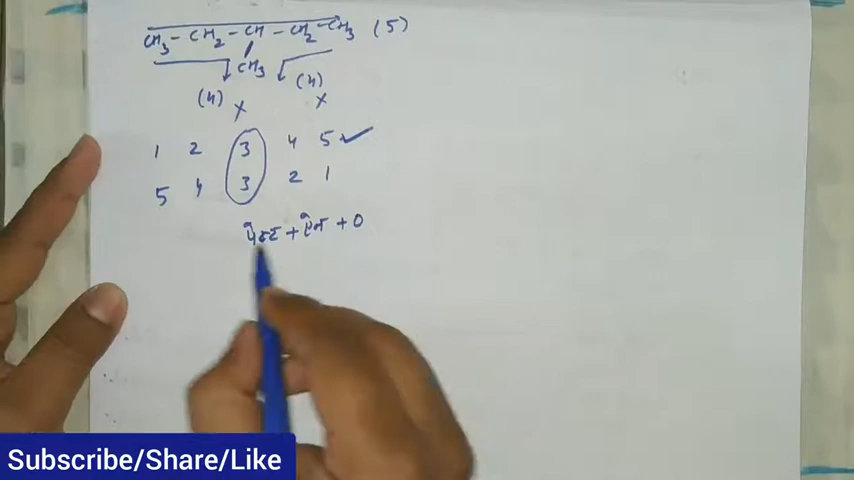 CH3 - CH2 - CH - CH2 - CH3 (5)
CH3
(4) (4)
x x
1 2 3 4 5 ✓
5 4 3 2 1
ਪੈਂਟ + ਏਨ + 0
Subscribe/Share/Like